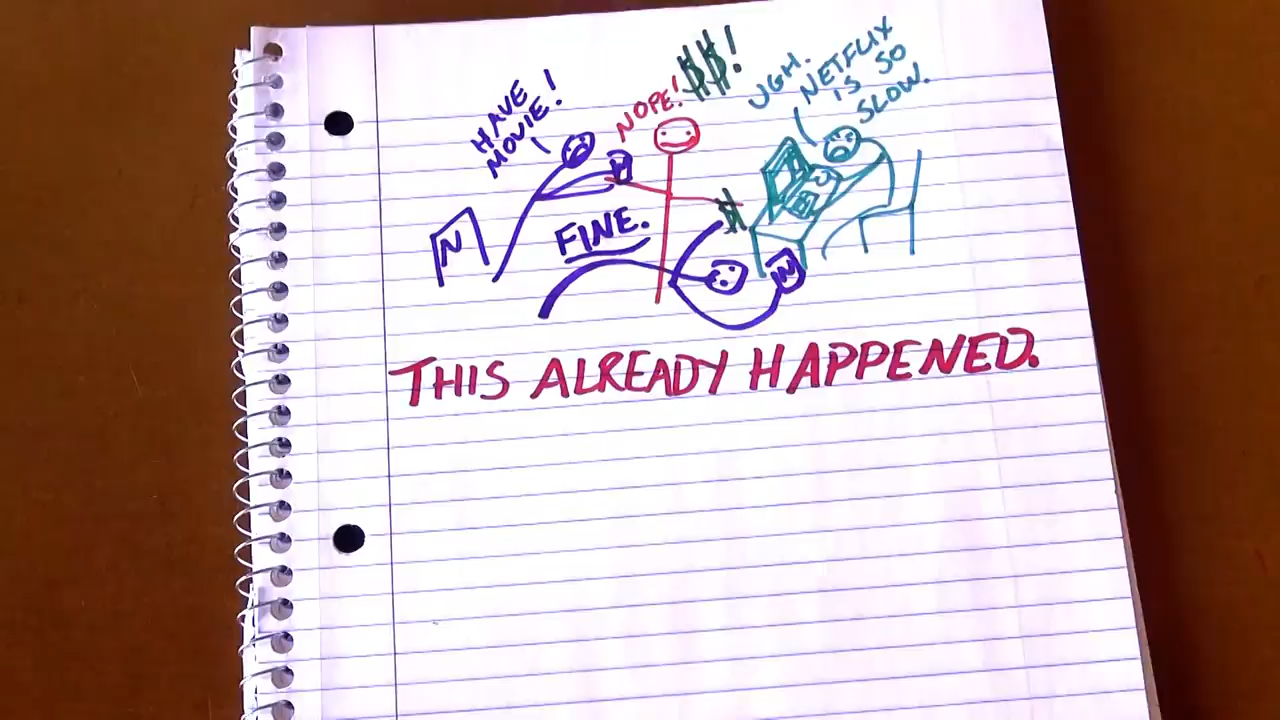 HAVE
MOVIE!
NOPE!
$$!
UGH.
NETFLIX
IS SO
SLOW.
N
N
FINE.
$
N
THIS ALREADY HAPPENED.